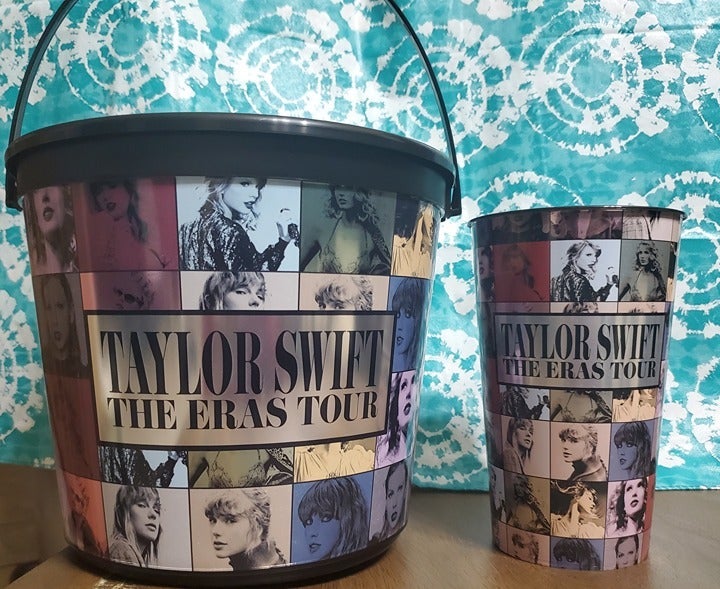 TAYLOR SWIFT
THE ERAS TOUR
TAYLOR SWIFT
THE ERAS TOUR